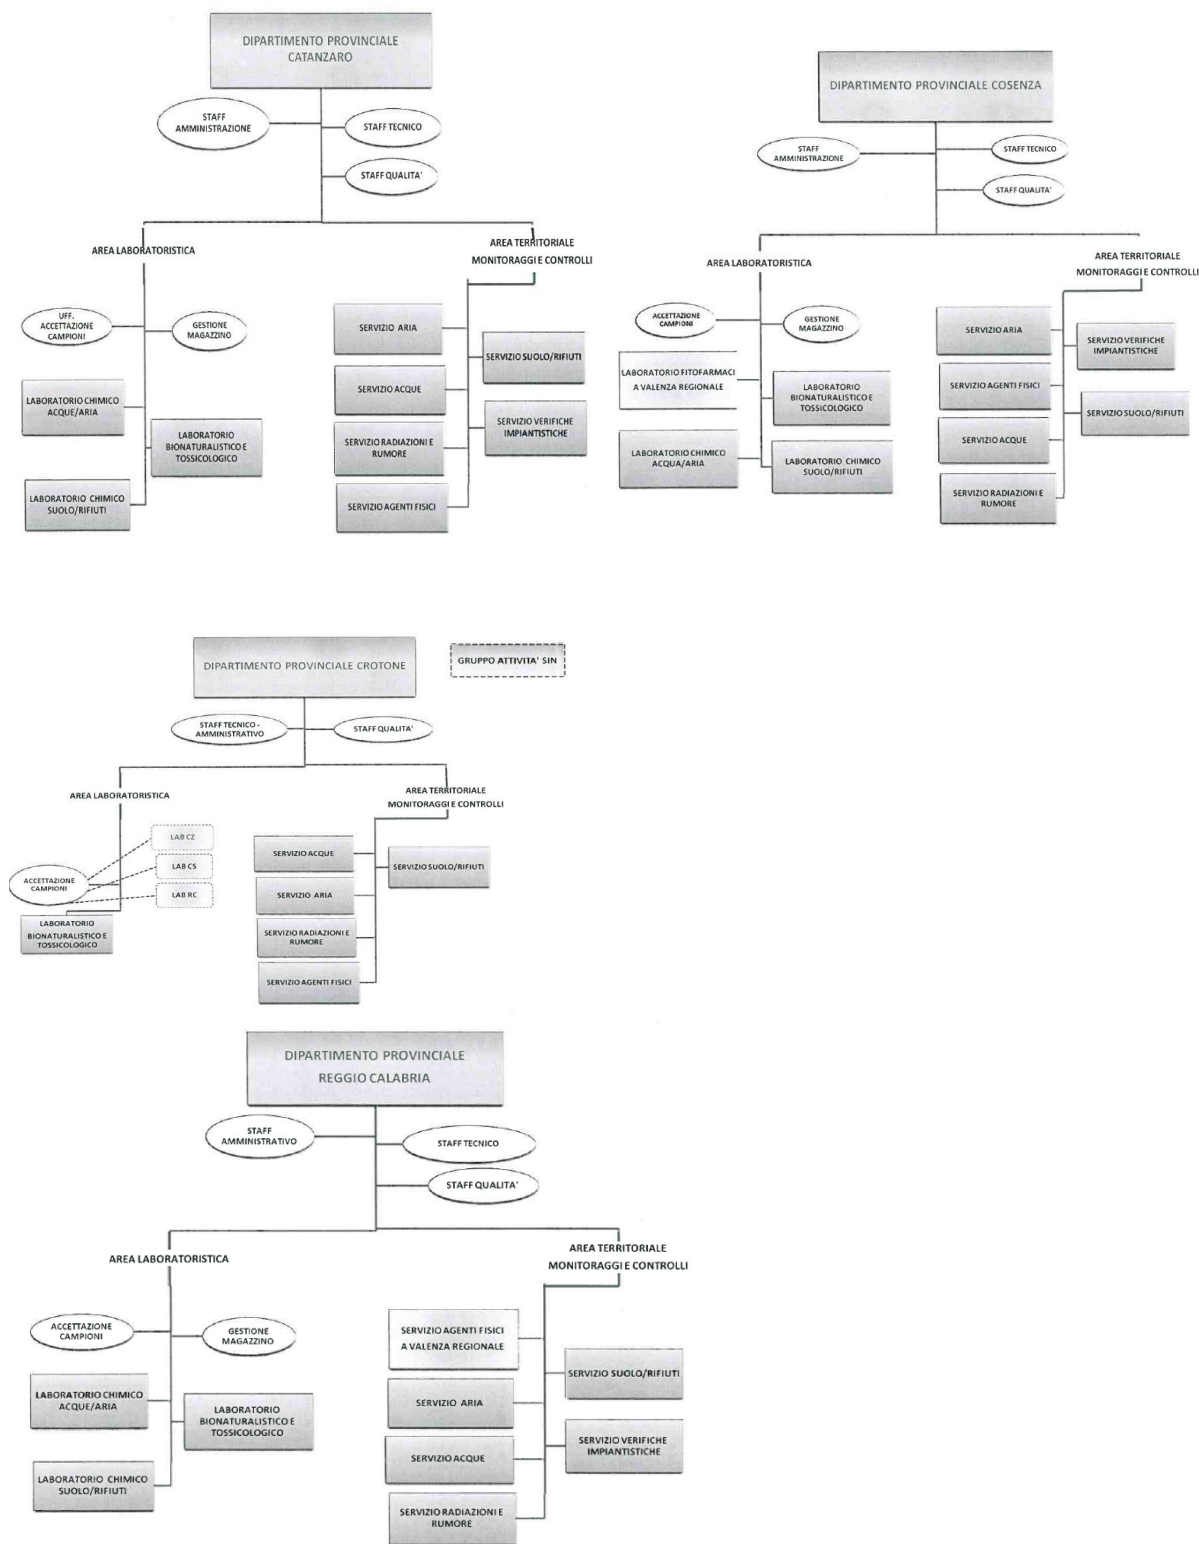 DIPARTIMENTO PROVINCIALE
CATANZARO
STAFF
AMMINISTRAZIONE
STAFF TECNICO
STAFF QUALITA'
AREA LABORATORISTICA
AREA TERRITORIALE
MONITORAGGI E CONTROLLI
UFF.
ACCETTAZIONE
CAMPIONI
GESTIONE
MAGAZZINO
LABORATORIO CHIMICO
ACQUE/ARIA
LABORATORIO
BIONATURALISTICO E
TOSSICOLOGICO
LABORATORIO CHIMICO
SUOLO/RIFIUTI
SERVIZIO ARIA
SERVIZIO SUOLO/RIFIUTI
SERVIZIO ACQUE
SERVIZIO VERIFICHE
IMPIANTISTICHE
SERVIZIO RADIAZIONI E
RUMORE
SERVIZIO AGENTI FISICI
DIPARTIMENTO PROVINCIALE COSENZA
STAFF
AMMINISTRAZIONE
STAFF TECNICO
STAFF QUALITA'
AREA LABORATORISTICA
AREA TERRITORIALE
MONITORAGGI E CONTROLLI
ACCETTAZIONE
CAMPIONI
GESTIONE
MAGAZZINO
LABORATORIO FITOFARMACI
A VALENZA REGIONALE
LABORATORIO
BIONATURALISTICO E
TOSSICOLOGICO
LABORATORIO CHIMICO
ACQUA/ARIA
LABORATORIO CHIMICO
SUOLO/RIFIUTI
SERVIZIO ARIA
SERVIZIO VERIFICHE
IMPIANTISTICHE
SERVIZIO AGENTI FISICI
SERVIZIO SUOLO/RIFIUTI
SERVIZIO ACQUE
SERVIZIO RADIAZIONI E
RUMORE
DIPARTIMENTO PROVINCIALE CROTONE
GRUPPO ATTIVITA' SIN
STAFF TECNICO -
AMMINISTRATIVO
STAFF QUALITA'
AREA LABORATORISTICA
AREA TERRITORIALE
MONITORAGGI E CONTROLLI
LAB CZ
LAB CS
LAB RC
ACCETTAZIONE
CAMPIONI
LABORATORIO
BIONATURALISTICO E
TOSSICOLOGICO
SERVIZIO ACQUE
SERVIZIO SUOLO/RIFIUTI
SERVIZIO ARIA
SERVIZIO RADIAZIONI E
RUMORE
SERVIZIO AGENTI FISICI
DIPARTIMENTO PROVINCIALE
REGGIO CALABRIA
STAFF
AMMINISTRATIVO
STAFF TECNICO
STAFF QUALITA'
AREA LABORATORISTICA
AREA TERRITORIALE
MONITORAGGI E CONTROLLI
ACCETTAZIONE
CAMPIONI
GESTIONE
MAGAZZINO
LABORATORIO CHIMICO
ACQUE/ARIA
LABORATORIO
BIONATURALISTICO E
TOSSICOLOGICO
LABORATORIO CHIMICO
SUOLO/RIFIUTI
SERVIZIO AGENTI FISICI
A VALENZA REGIONALE
SERVIZIO SUOLO/RIFIUTI
SERVIZIO ARIA
SERVIZIO VERIFICHE
IMPIANTISTICHE
SERVIZIO ACQUE
SERVIZIO RADIAZIONI E
RUMORE